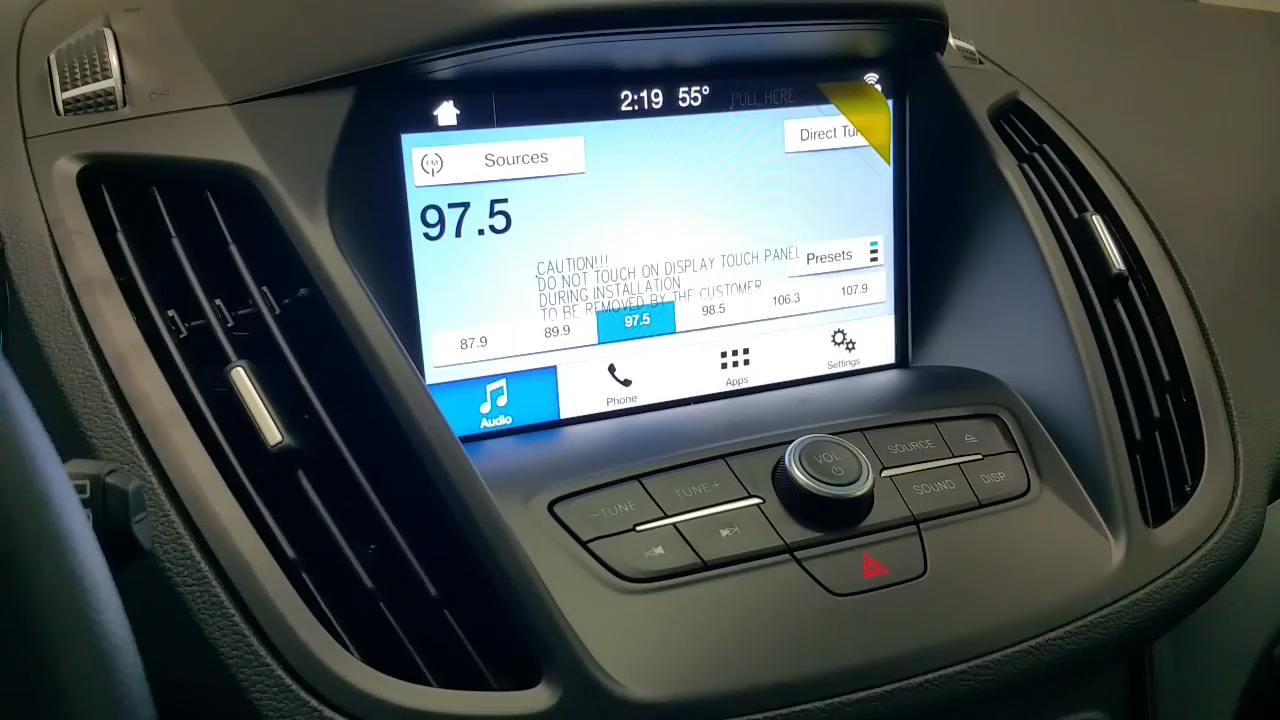 2:19 55° PULL HERE
FM Sources
Direct Tu
97.5
CAUTION!!!
DO NOT TOUCH ON DISPLAY TOUCH PANEL
DURING INSTALLATION
TO BE REMOVED BY THE CUSTOMER
Presets
87.9 89.9 97.5 98.5 106.3 107.9
Audio Phone Apps Settings
-TUNE TUNE+ VOL SOURCE
SOUND DISP